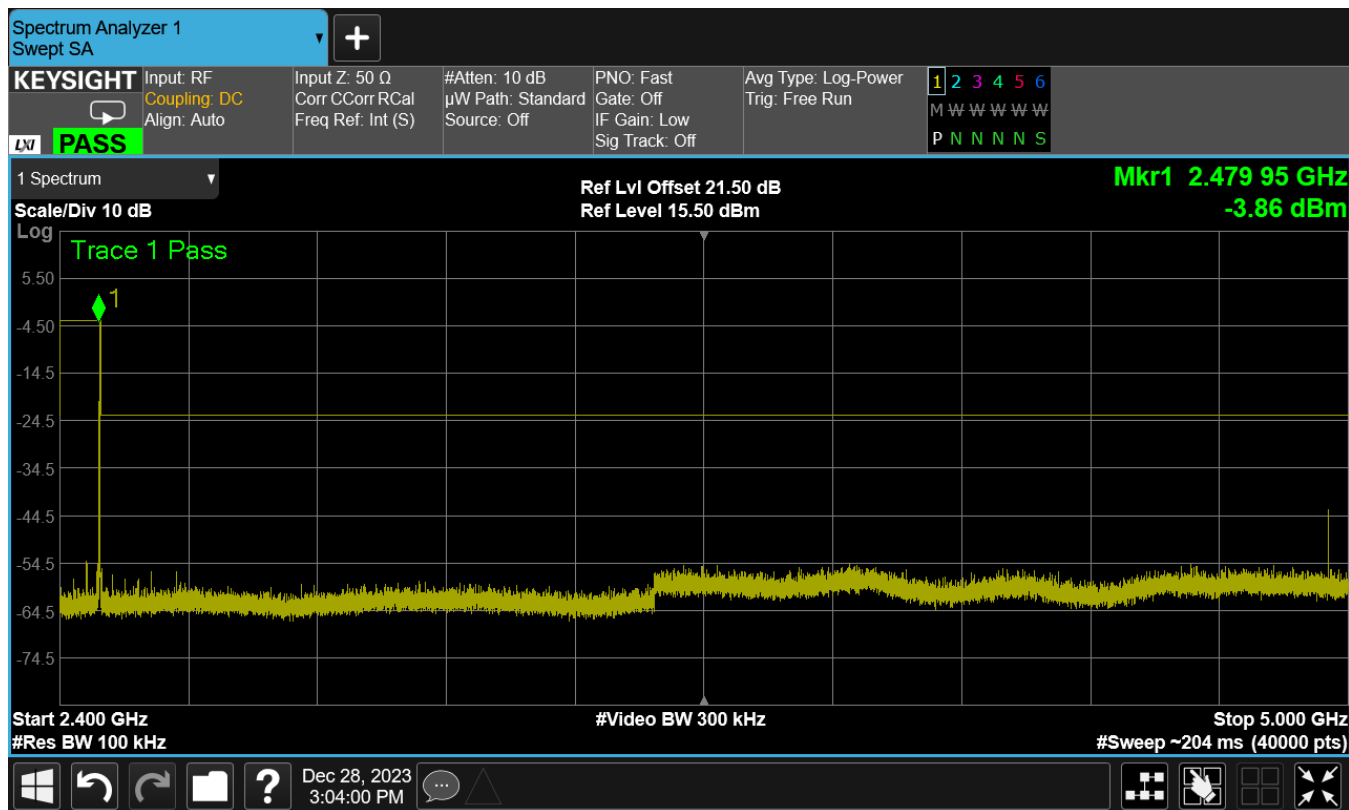 Spectrum Analyzer 1
Swept SA
KEYSIGHT
LXI PASS
Input: RF
Coupling: DC
Align: Auto
Input Z: 50 Ω
Corr CCorr RCal
Freq Ref: Int (S)
#Atten: 10 dB
µW Path: Standard
Source: Off
PNO: Fast
Gate: Off
IF Gain: Low
Sig Track: Off
Avg Type: Log-Power
Trig: Free Run
1 2 3 4 5 6
M W W W W W
P N N N N S
1 Spectrum
Scale/Div 10 dB
Log
Ref Lvl Offset 21.50 dB
Ref Level 15.50 dBm
Mkr1 2.479 95 GHz
-3.86 dBm
Trace 1 Pass
1
5.50
-4.50
-14.5
-24.5
-34.5
-44.5
-54.5
-64.5
-74.5
Start 2.400 GHz
#Res BW 100 kHz
#Video BW 300 kHz
Stop 5.000 GHz
#Sweep ~204 ms (40000 pts)
?
Dec 28, 2023
3:04:00 PM